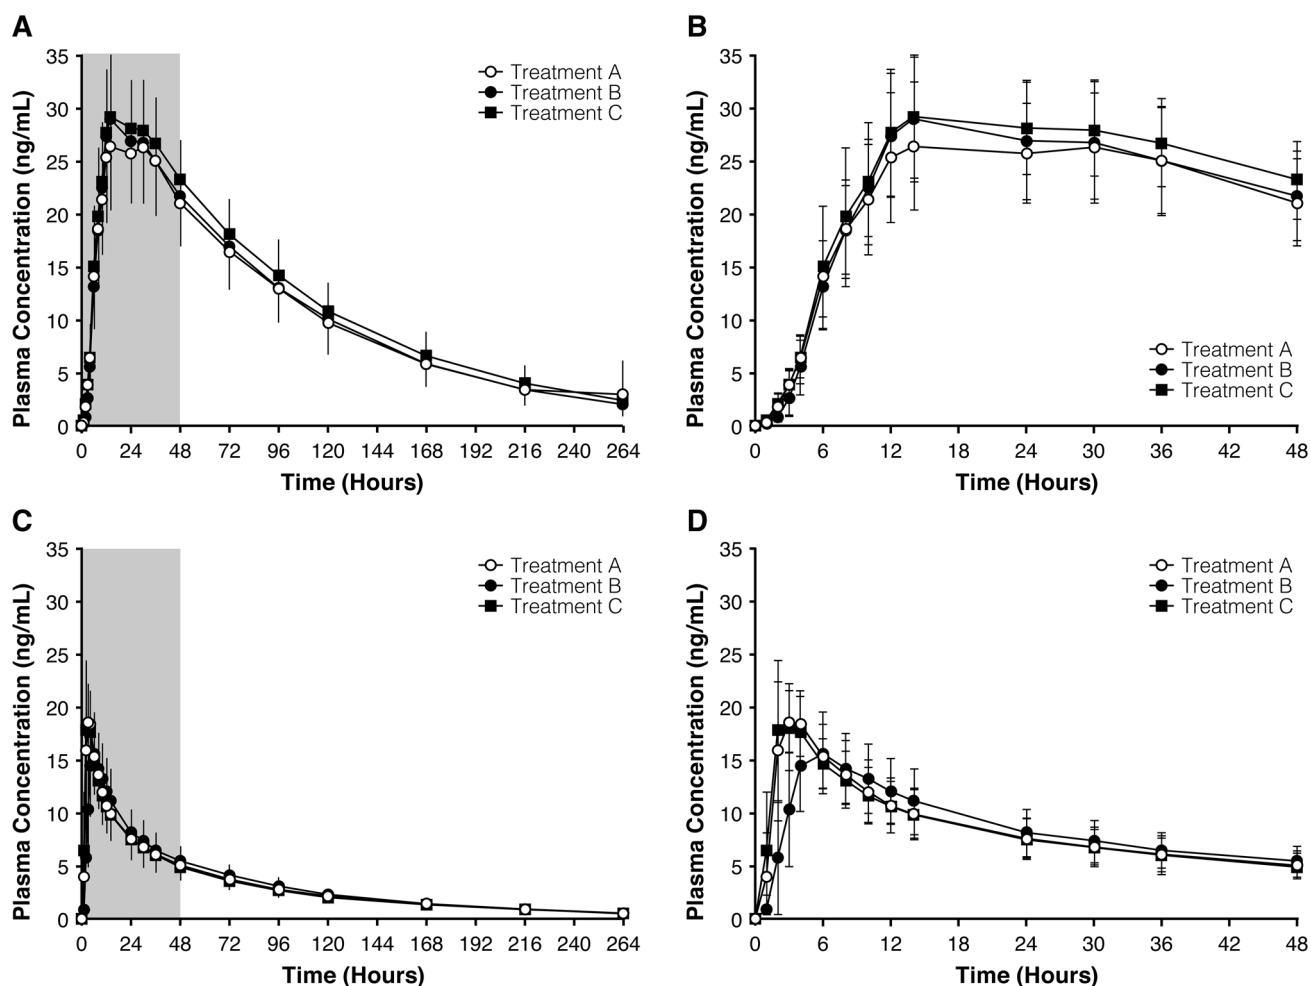 A
Plasma Concentration (ng/mL)
35
30
25
20
15
10
5
0
Treatment A
Treatment B
Treatment C
0 24 48 72 96 120 144 168 192 216 240 264
Time (Hours)
B
Plasma Concentration (ng/mL)
35
30
25
20
15
10
5
0
Treatment A
Treatment B
Treatment C
0 6 12 18 24 30 36 42 48
Time (Hours)
C
Plasma Concentration (ng/mL)
35
30
25
20
15
10
5
0
Treatment A
Treatment B
Treatment C
0 24 48 72 96 120 144 168 192 216 240 264
Time (Hours)
D
Plasma Concentration (ng/mL)
35
30
25
20
15
10
5
0
Treatment A
Treatment B
Treatment C
0 6 12 18 24 30 36 42 48
Time (Hours)